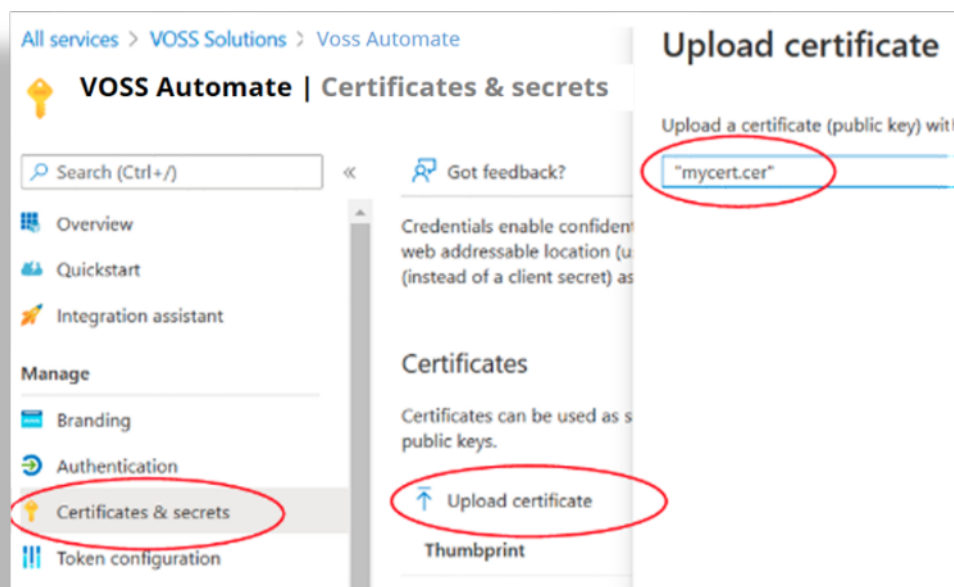 All services > VOSS Solutions > Voss Automate
VOSS Automate | Certificates & secrets
Search (Ctrl+/)
«
Overview
Quickstart
Integration assistant
Manage
Branding
Authentication
Certificates & secrets
Token configuration
Got feedback?
Credentials enable confident
web addressable location (u
(instead of a client secret) as
Certificates
Certificates can be used as s
public keys.
Upload certificate
Thumbprint
Upload certificate
Upload a certificate (public key) wit
"mycert.cer"